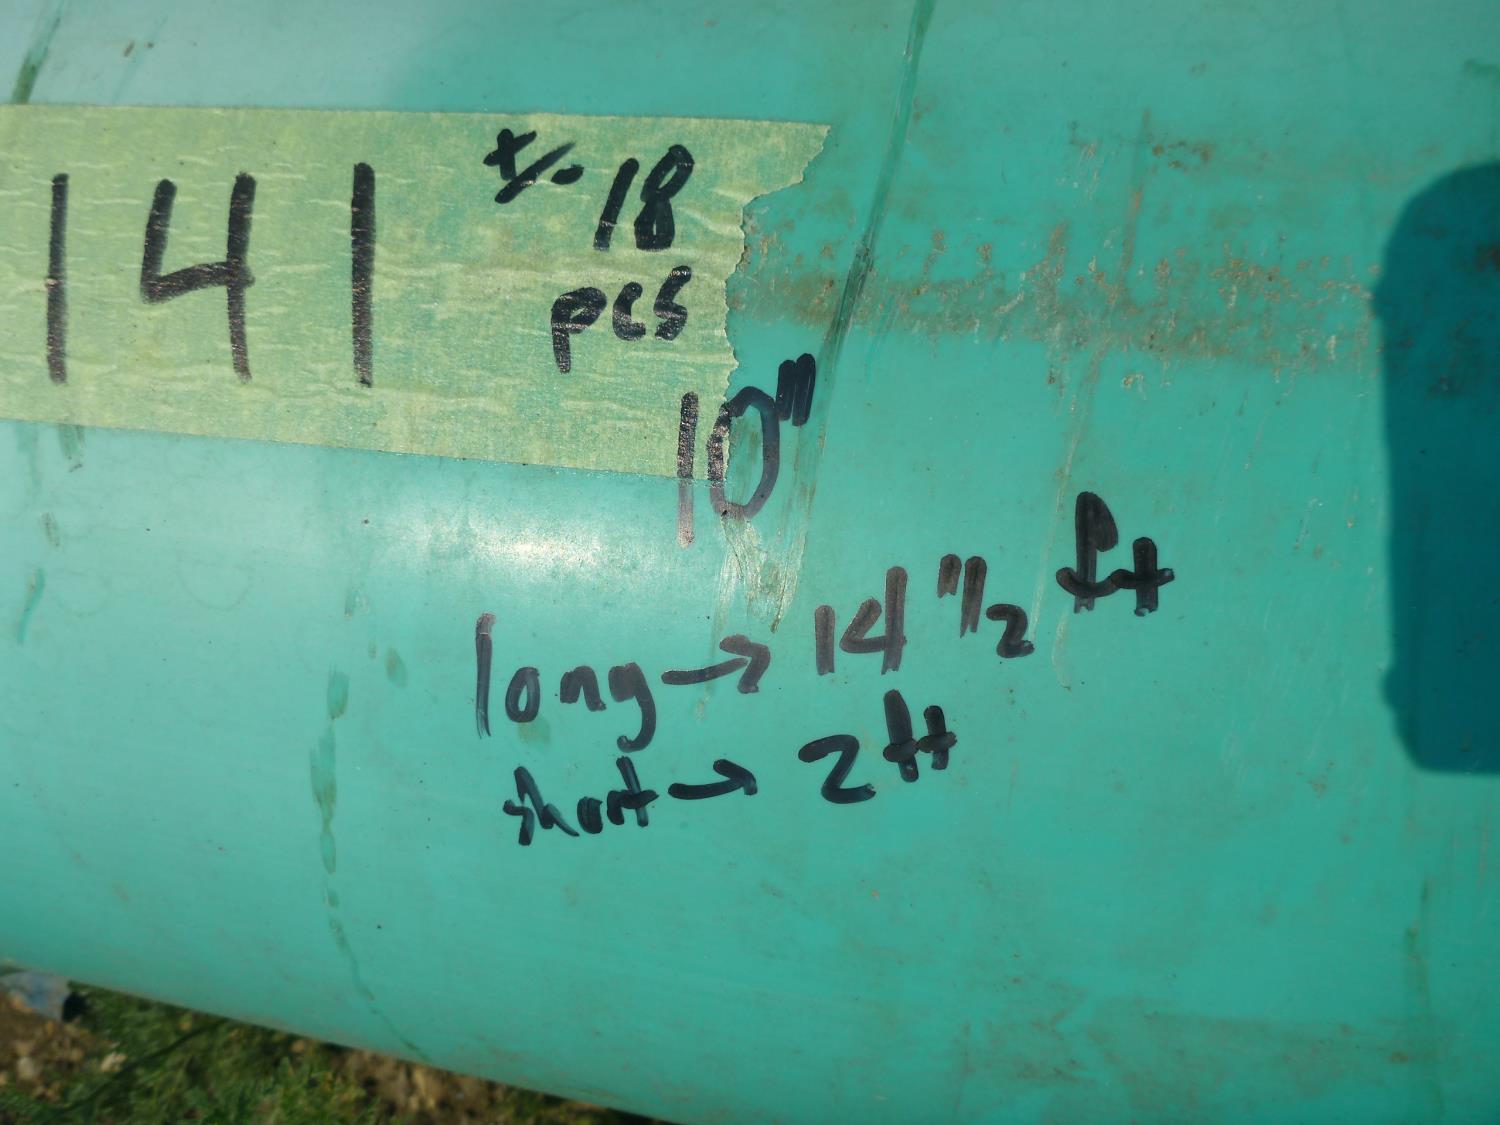 141 +/- 18
pcs
10"
long → 14 1/2 ft
short → 2 ft